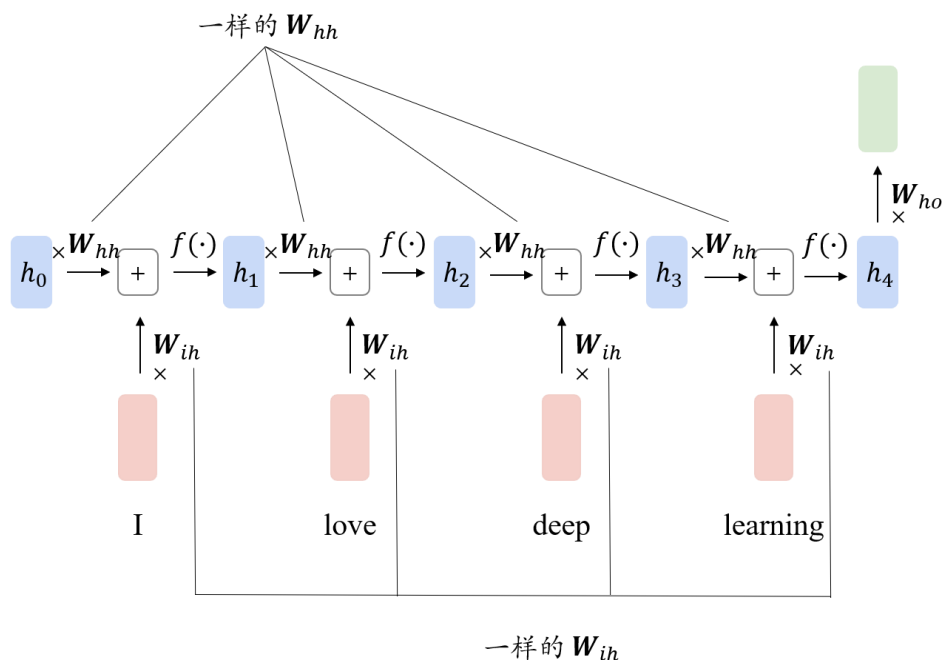 一样的 W_hh
× W_ho
h_0 × W_hh + f(·) h_1 × W_hh + f(·) h_2 × W_hh + f(·) h_3 × W_hh + f(·) h_4
× W_ih × W_ih × W_ih × W_ih
I love deep learning
一样的 W_ih